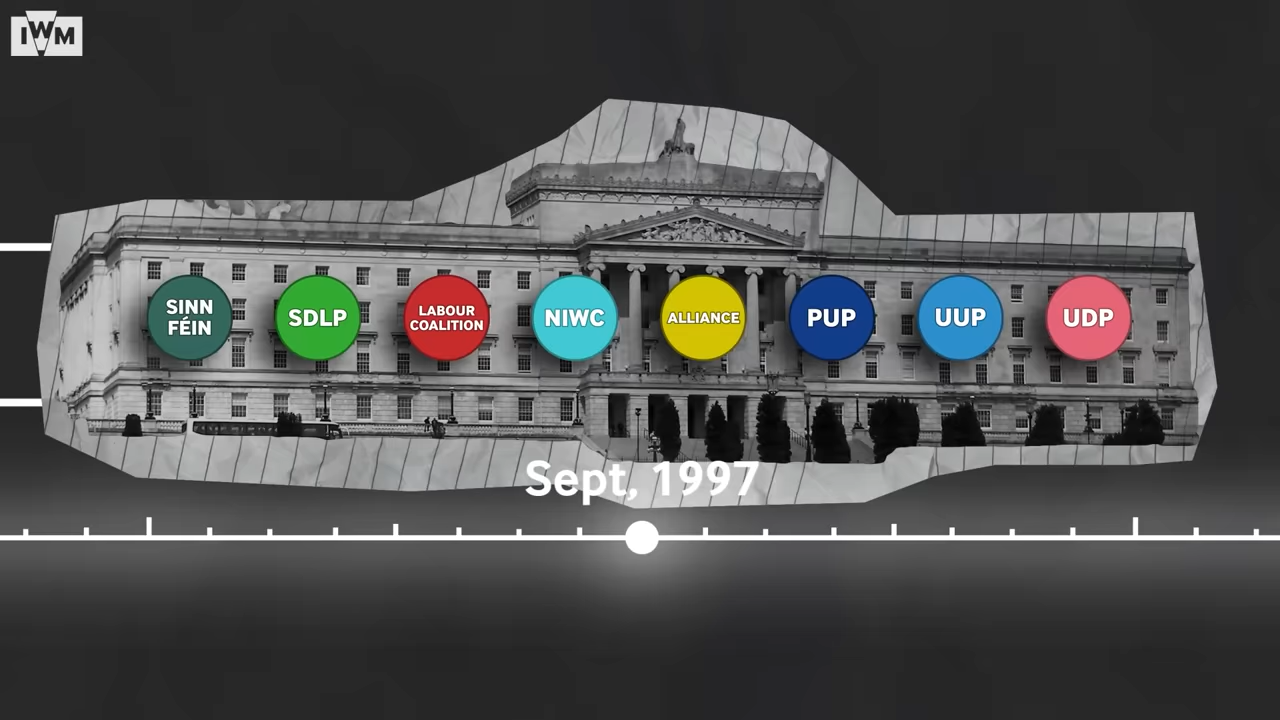 IWM
SINN
FÉIN
SDLP
LABOUR
COALITION
NIWC
ALLIANCE
PUP
UUP
UDP
Sept, 1997